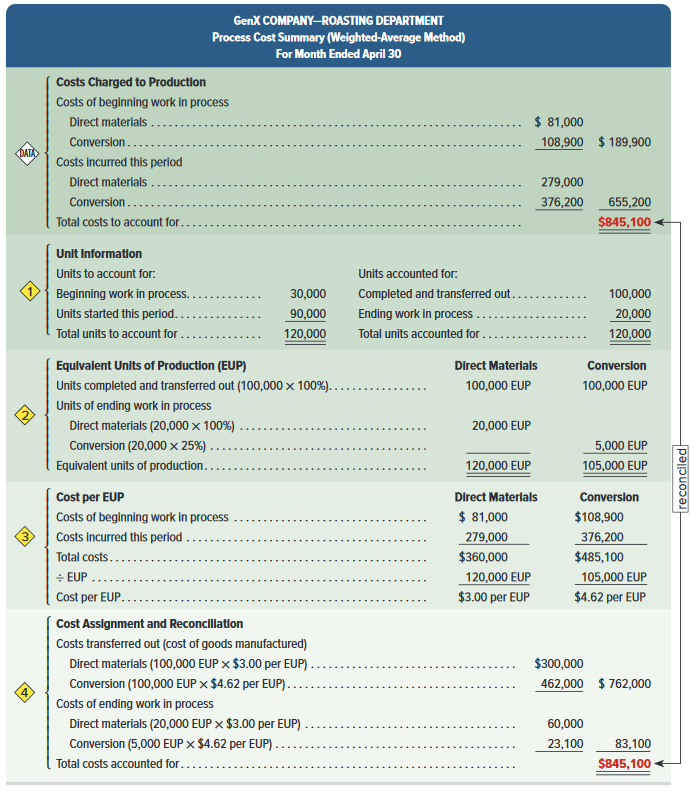 GenX COMPANY—ROASTING DEPARTMENT
Process Cost Summary (Weighted-Average Method)
For Month Ended April 30
DATA
Costs Charged to Production
Costs of beginning work in process
Direct materials . . . . . . . . . . $ 81,000
Conversion . . . . . . . . . . 108,900 $ 189,900
Costs incurred this period
Direct materials . . . . . . . . . . 279,000
Conversion . . . . . . . . . . 376,200 655,200
Total costs to account for . . . . . . . . . . $845,100
1
Unit Information
Units to account for: Units accounted for:
Beginning work in process . . . . . . . . . . 30,000 Completed and transferred out . . . . . . . . . . 100,000
Units started this period . . . . . . . . . . 90,000 Ending work in process . . . . . . . . . . 20,000
Total units to account for . . . . . . . . . . 120,000 Total units accounted for . . . . . . . . . . 120,000
2
Equivalent Units of Production (EUP) Direct Materials Conversion
Units completed and transferred out (100,000 × 100%) . . . . . . . . . . 100,000 EUP 100,000 EUP
Units of ending work in process
Direct materials (20,000 × 100%) . . . . . . . . . . 20,000 EUP
Conversion (20,000 × 25%) . . . . . . . . . . 5,000 EUP
Equivalent units of production . . . . . . . . . . 120,000 EUP 105,000 EUP
3
Cost per EUP Direct Materials Conversion
Costs of beginning work in process . . . . . . . . . . $ 81,000 $108,900
Costs incurred this period . . . . . . . . . . 279,000 376,200
Total costs . . . . . . . . . . $360,000 $485,100
÷ EUP . . . . . . . . . . 120,000 EUP 105,000 EUP
Cost per EUP . . . . . . . . . . $3.00 per EUP $4.62 per EUP
4
Cost Assignment and Reconciliation
Costs transferred out (cost of goods manufactured)
Direct materials (100,000 EUP × $3.00 per EUP) . . . . . . . . . . $300,000
Conversion (100,000 EUP × $4.62 per EUP) . . . . . . . . . . 462,000 $ 762,000
Costs of ending work in process
Direct materials (20,000 EUP × $3.00 per EUP) . . . . . . . . . . 60,000
Conversion (5,000 EUP × $4.62 per EUP) . . . . . . . . . . 23,100 83,100
Total costs accounted for . . . . . . . . . . $845,100
reconciled